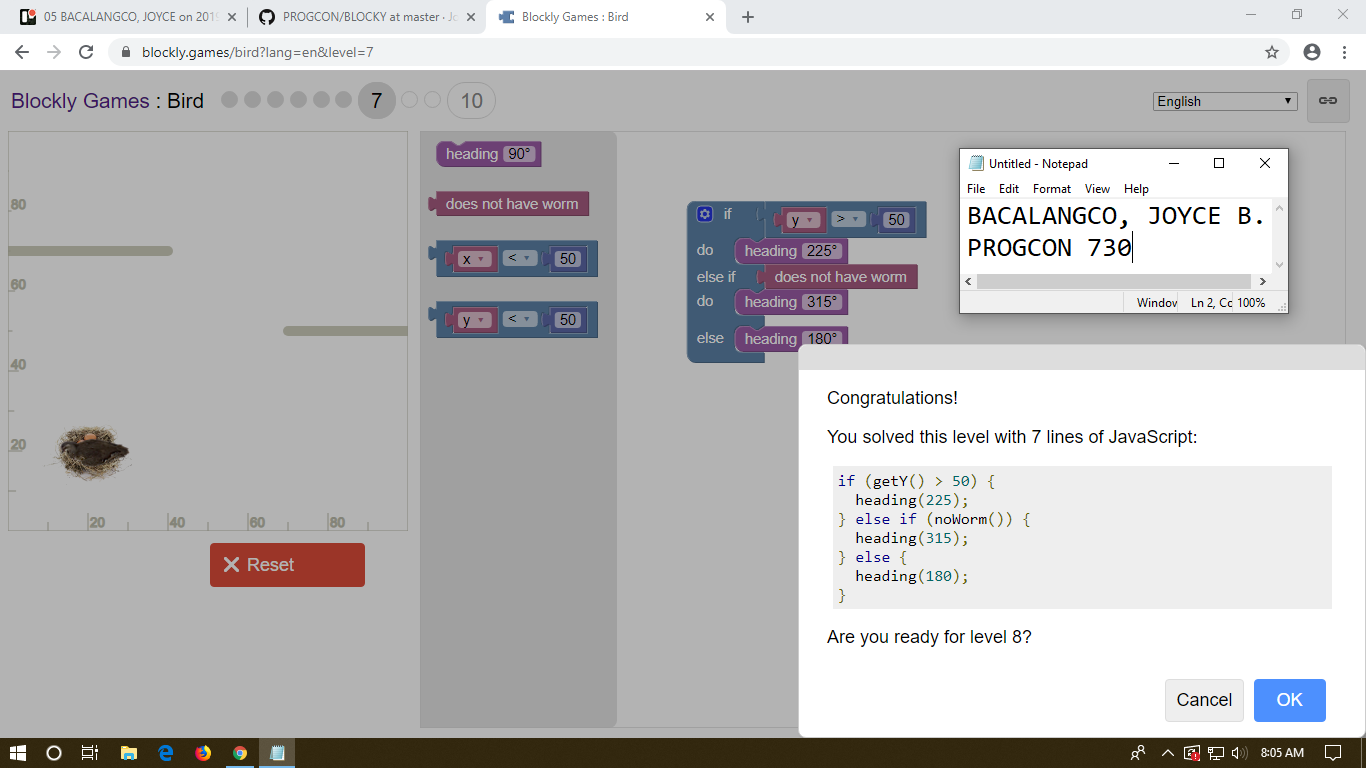 05 BACALANGCO, JOYCE on 2019
PROGCON/BLOCKY at master · Jo
Blockly Games : Bird
blockly.games/bird?lang=en&level=7
Blockly Games : Bird
7
10
English
80
60
40
20
20
40
60
80
Reset
heading 90°
does not have worm
x < 50
y < 50
if y > 50
do heading 225°
else if does not have worm
do heading 315°
else heading 180°
Untitled - Notepad
File Edit Format View Help
BACALANGCO, JOYCE B.
PROGCON 730
Window Ln 2, Cc 100%
Congratulations!
You solved this level with 7 lines of JavaScript:
if (getY() > 50) {
  heading(225);
} else if (noWorm()) {
  heading(315);
} else {
  heading(180);
}
Are you ready for level 8?
Cancel
OK
8:05 AM